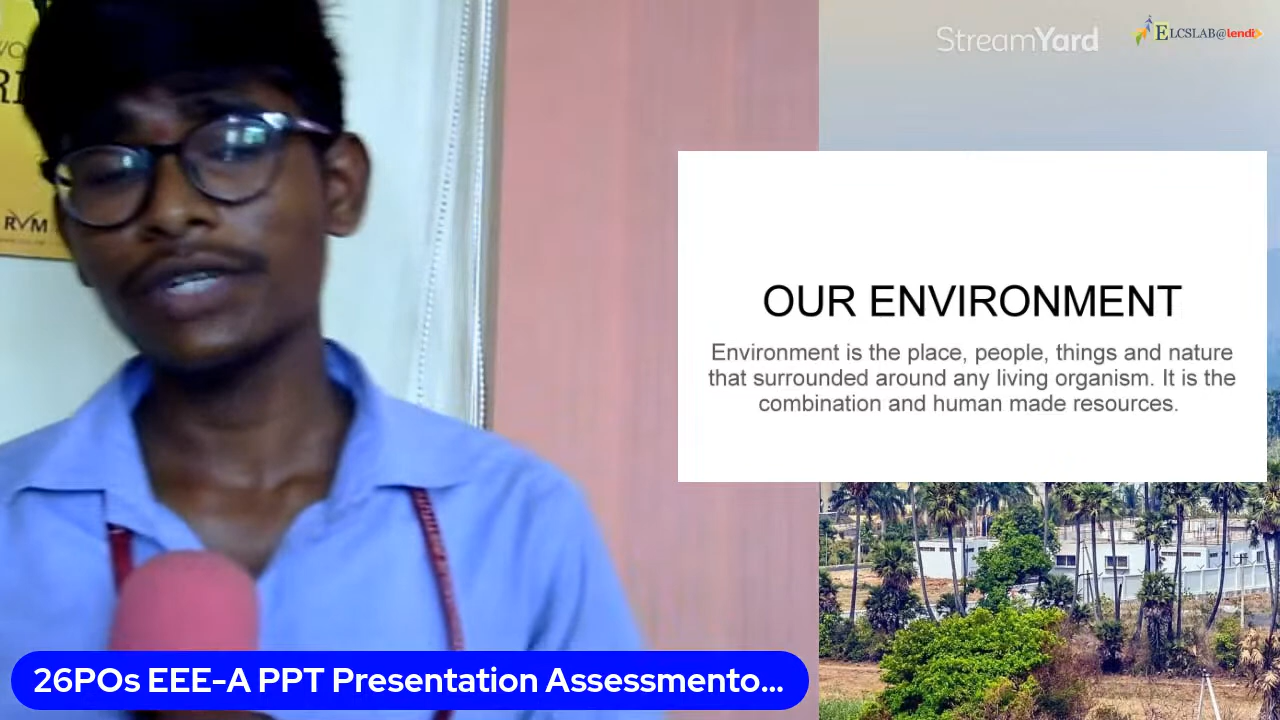 StreamYard
ELCSLAB@lendi
RVM
OUR ENVIRONMENT
Environment is the place, people, things and nature
that surrounded around any living organism. It is the
combination and human made resources.
26POs EEE-A PPT Presentation Assessmento...